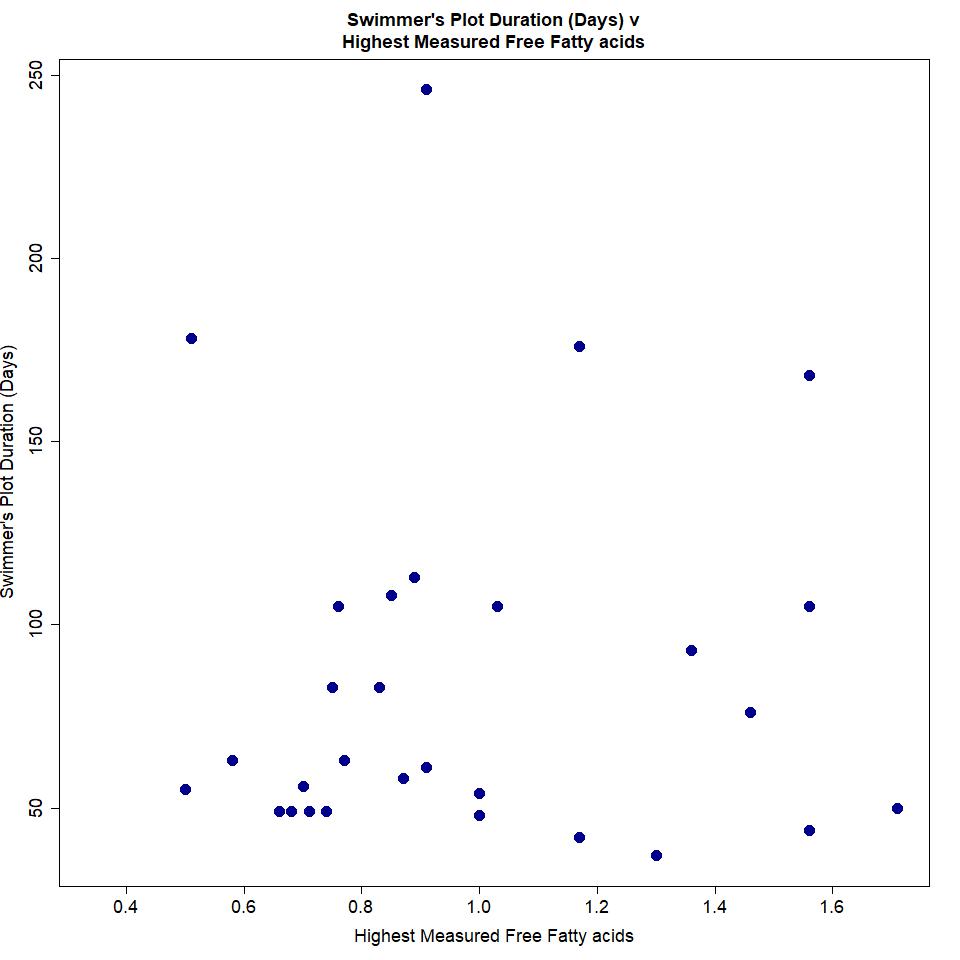 Swimmer's Plot Duration (Days) v
Highest Measured Free Fatty acids
Swimmer's Plot Duration (Days)
250
200
150
100
50
0.4 0.6 0.8 1.0 1.2 1.4 1.6
Highest Measured Free Fatty acids